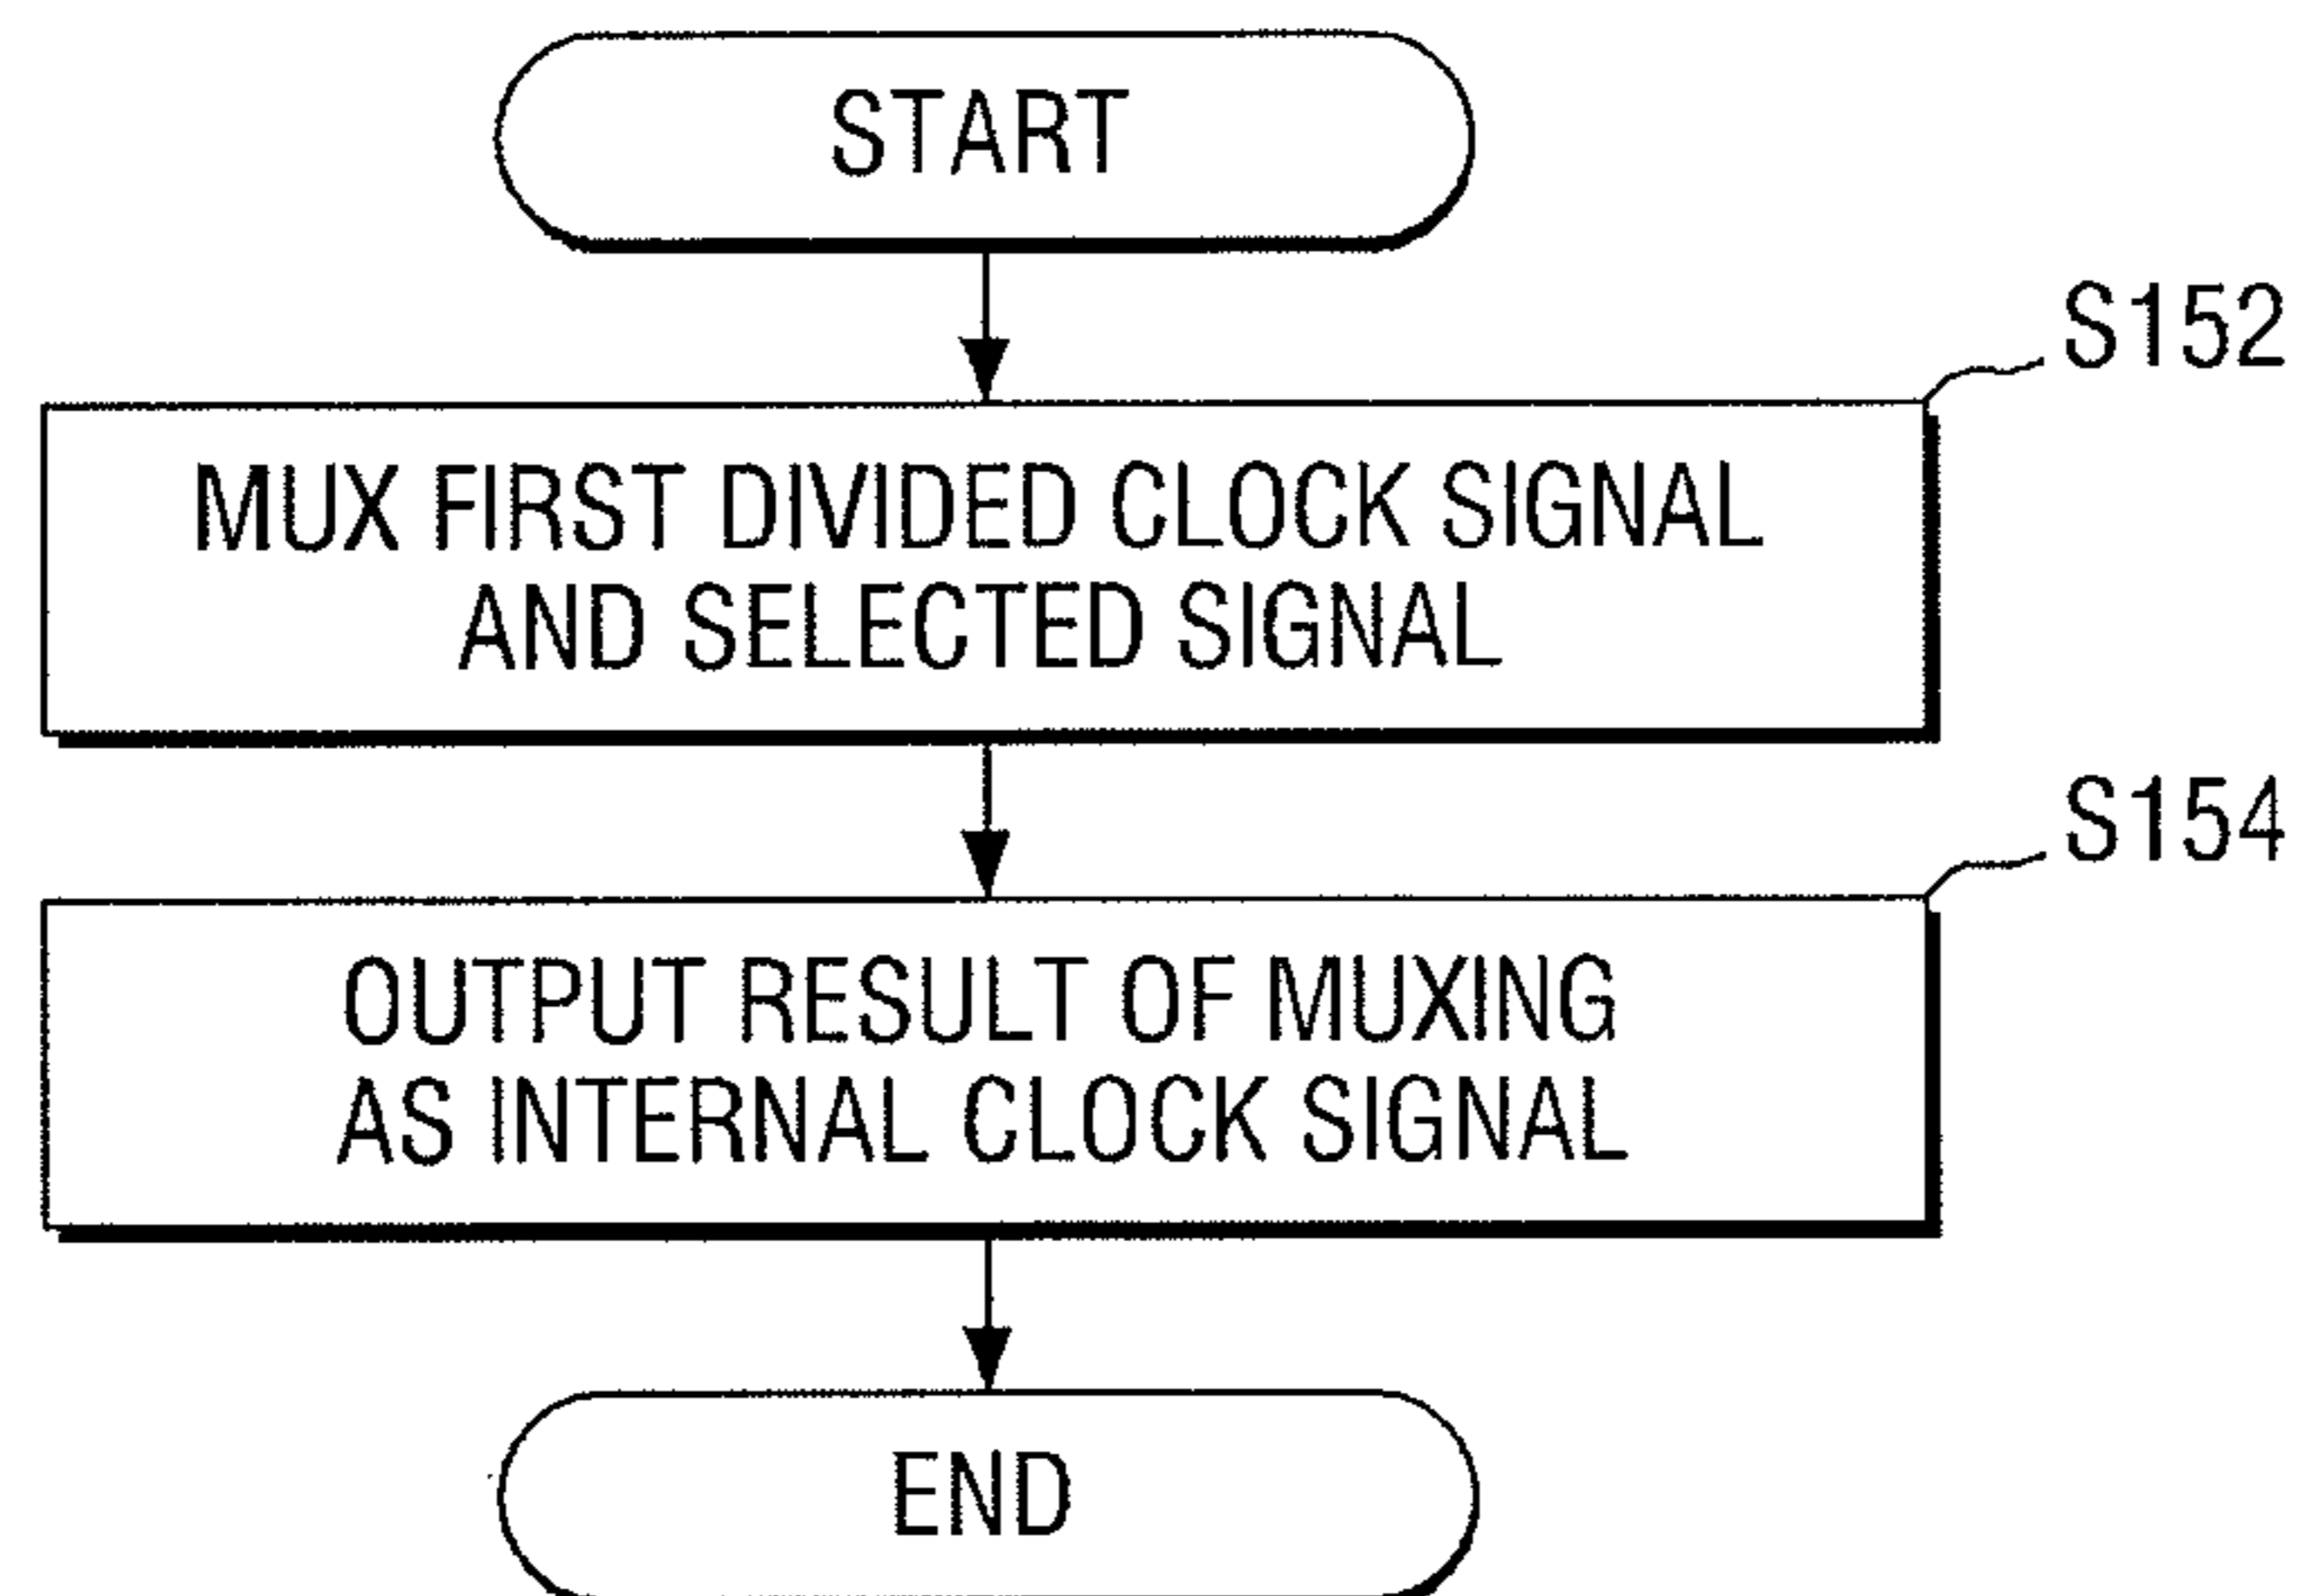 START
S152
MUX FIRST DIVIDED CLOCK SIGNAL
AND SELECTED SIGNAL
S154
OUTPUT RESULT OF MUXING
AS INTERNAL CLOCK SIGNAL
END